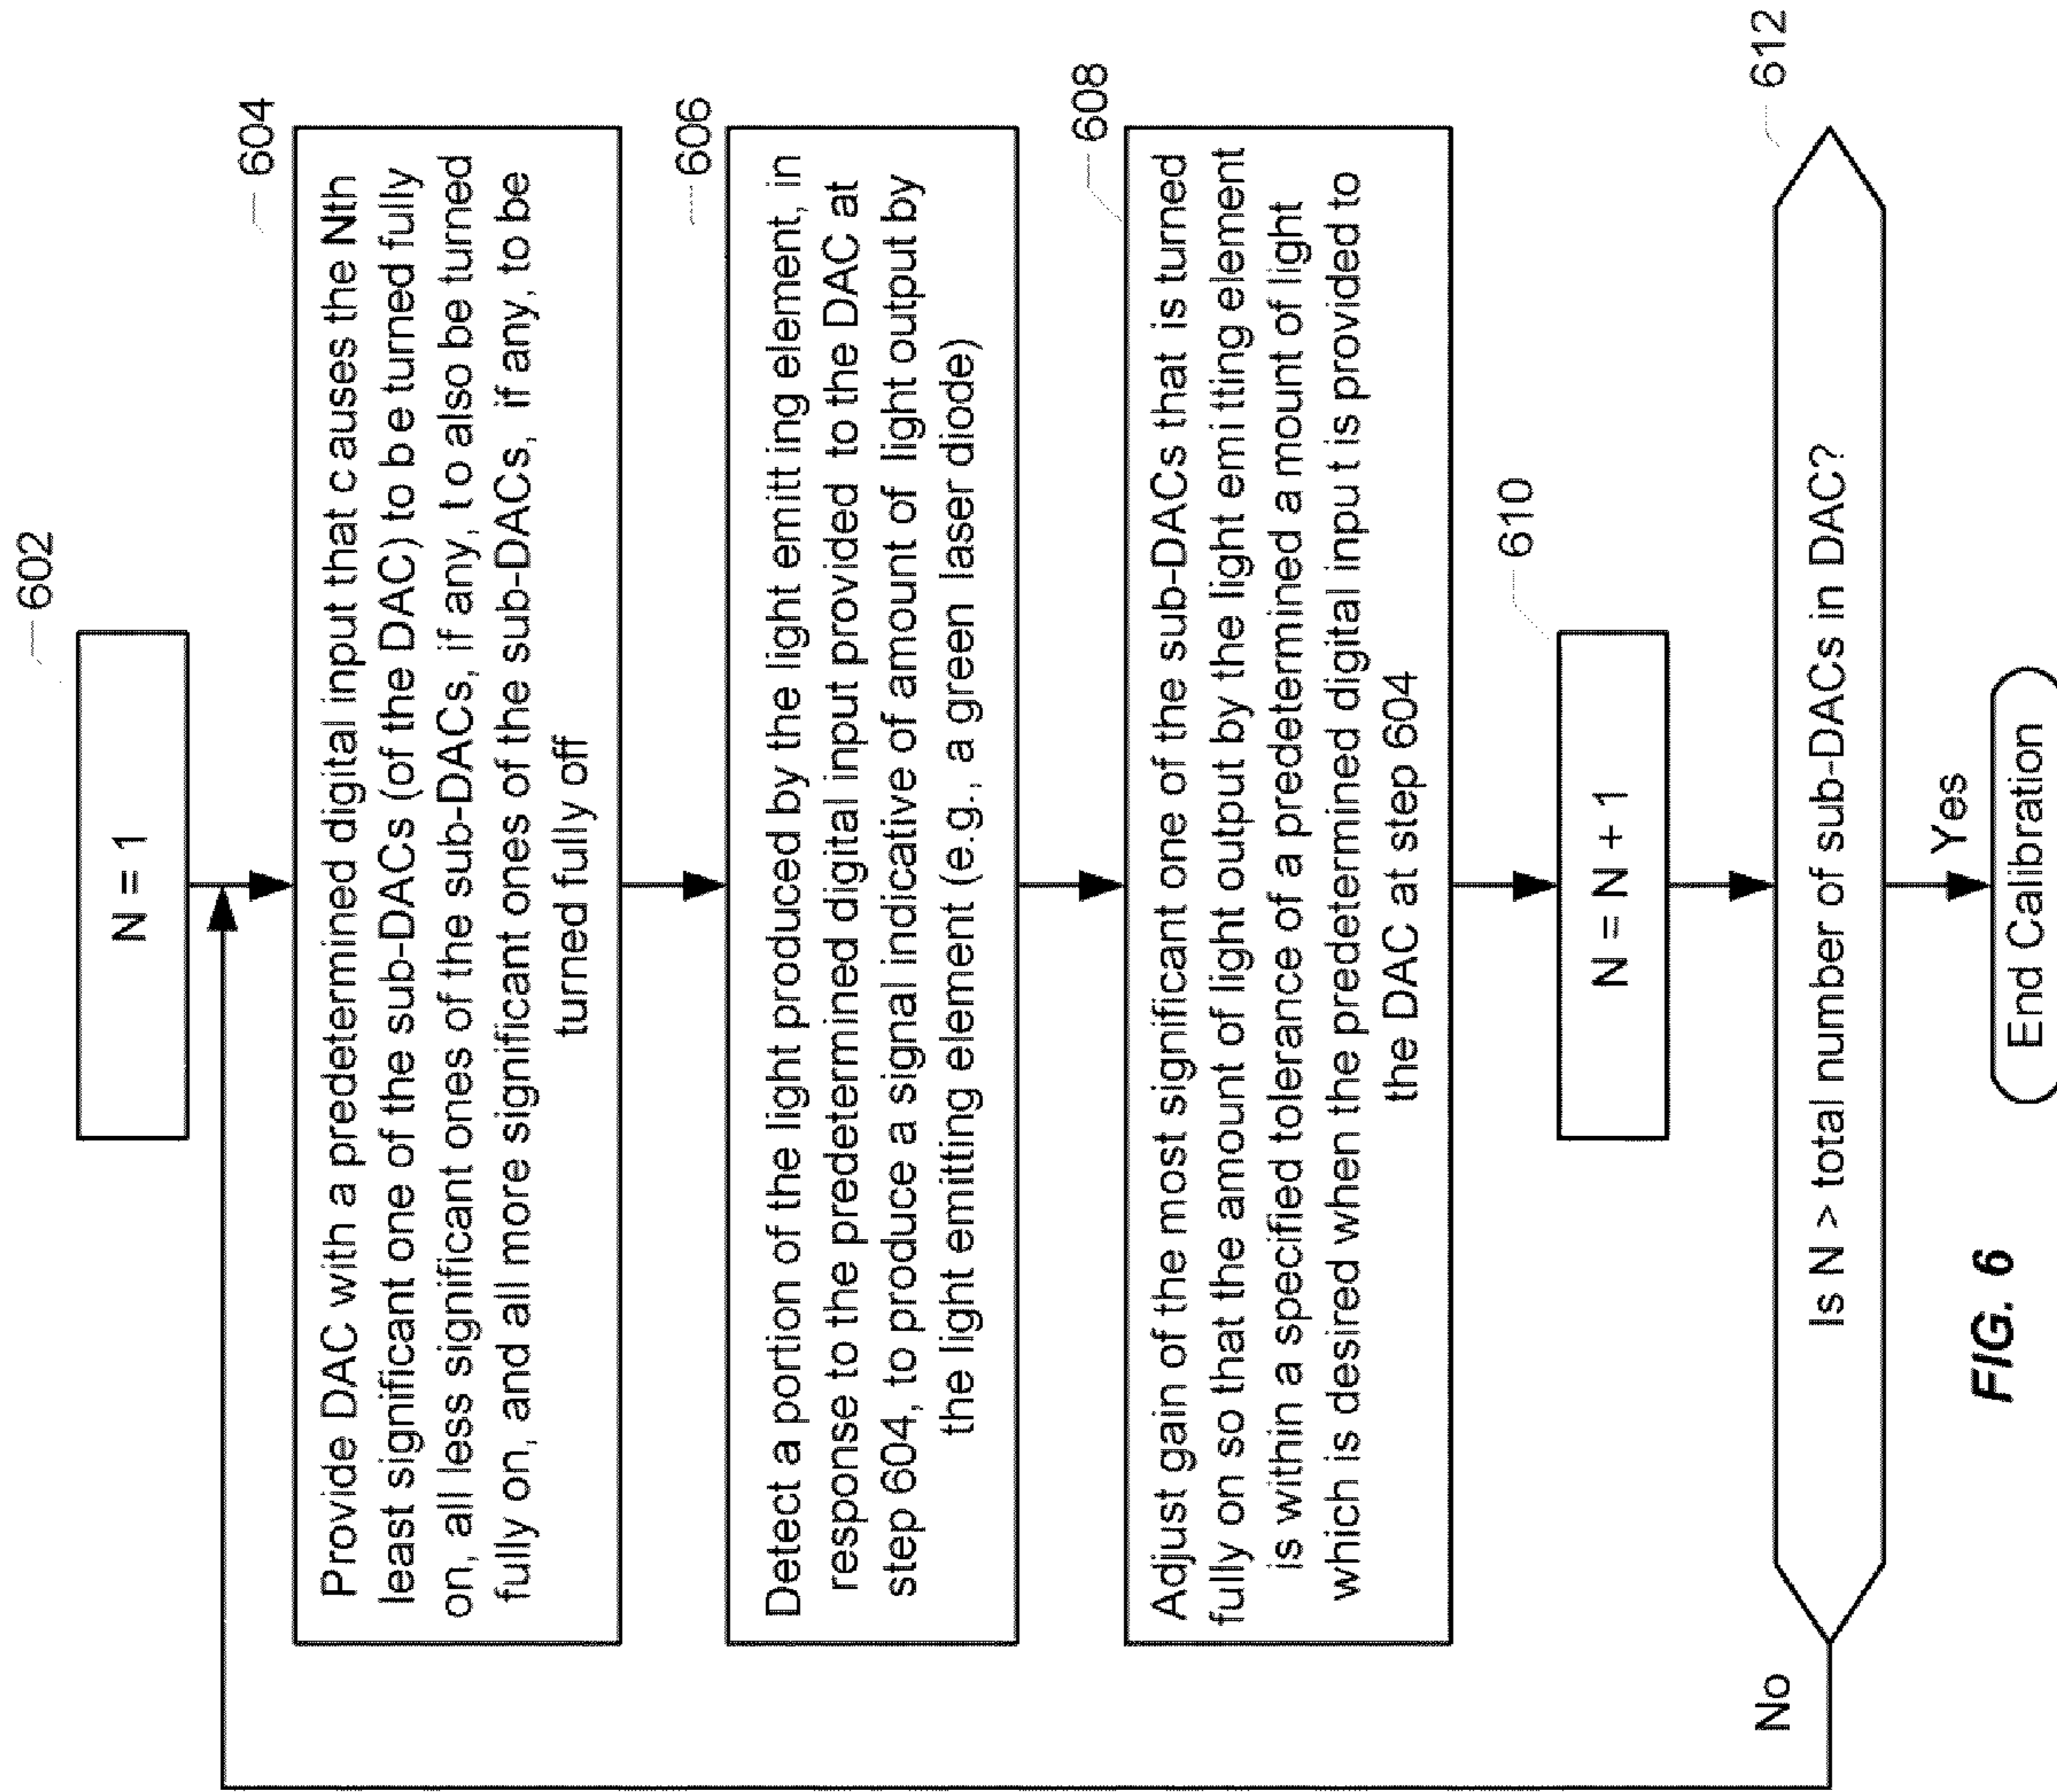 602
N = 1
604
Provide DAC with a predetermined digital input that causes the Nth
least significant one of the sub-DACs (of the DAC) to be turned fully
on, all less significant ones of the sub-DACs, if any, to also be turned
fully on, and all more significant ones of the sub-DACs, if any, to be
turned fully off
606
Detect a portion of the light produced by the light emitting element, in
response to the predetermined digital input provided to the DAC at
step 604, to produce a signal indicative of amount of light output by
the light emitting element (e.g., a green laser diode)
608
Adjust gain of the most significant one of the sub-DACs that is turned
fully on so that the amount of light output by the light emitting element
is within a specified tolerance of a predetermined amount of light
which is desired when the predetermined digital input is provided to
the DAC at step 604
610
N = N + 1
612
Is N > total number of sub-DACs in DAC?
No
Yes
End Calibration
FIG. 6